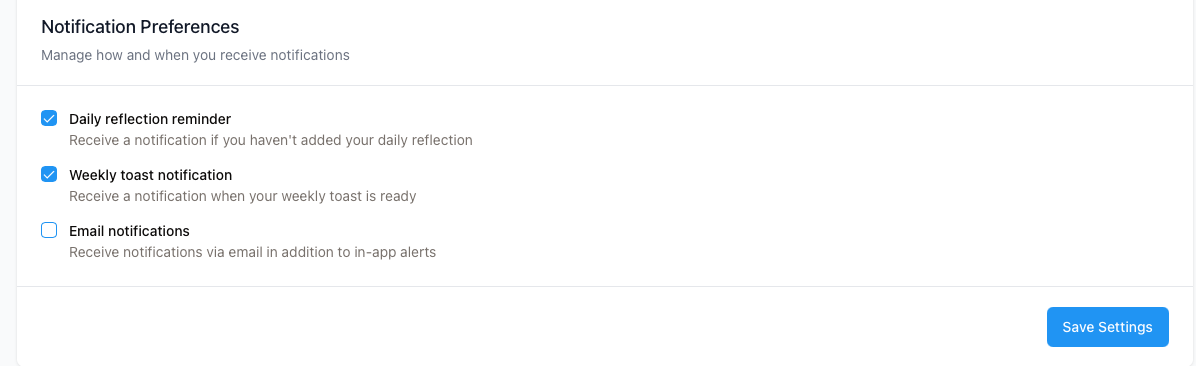 Notification Preferences
Manage how and when you receive notifications
Daily reflection reminder
Receive a notification if you haven't added your daily reflection
Weekly toast notification
Receive a notification when your weekly toast is ready
Email notifications
Receive notifications via email in addition to in-app alerts
Save Settings